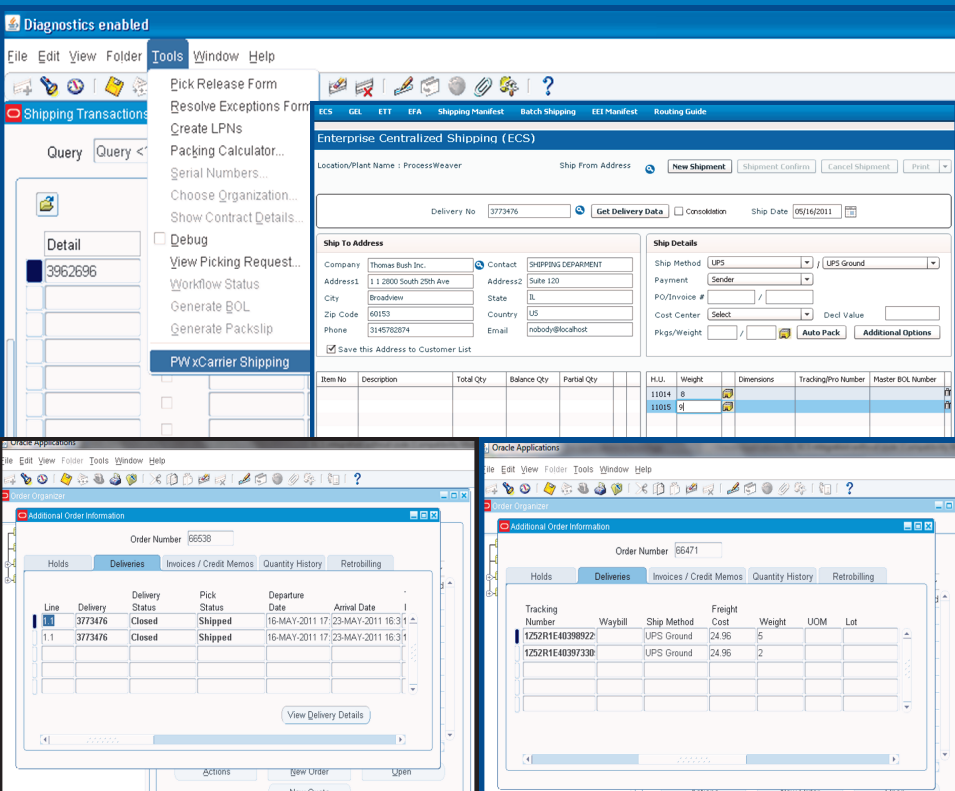 Diagnostics enabled
File Edit View Folder Tools Window Help
Shipping Transactions
Query Query <
Detail
3962696
Pick Release Form
Resolve Exceptions Form
Create LPNs
Packing Calculator...
Serial Numbers...
Choose Organization...
Show Contract Details...
Debug
View Picking Request...
Workflow Status
Generate BOL
Generate Packslip
PW xCarrier Shipping
ECS GEL ETT EFA Shipping Manifest Batch Shipping EEI Manifest Routing Guide
Enterprise Centralized Shipping (ECS)
Location/Plant Name : ProcessWeaver Ship From Address New Shipment Shipment Confirm Cancel Shipment Print
Delivery No 3773476 Get Delivery Data Consolidation Ship Date 05/16/2011
Ship To Address
Company Thomas Bush Inc. Contact SHIPPING DEPARMENT
Address1 1 1 2800 South 25th Ave Address2 Suite 120
City Broadview State IL
Zip Code 60153 Country US
Phone 3145782874 Email nobody@localhost
Save this Address to Customer List
Ship Details
Ship Method UPS / UPS Ground
Payment Sender
PO/Invoice # /
Cost Center Select Decl Value
Pkgs/Weight / Auto Pack Additional Options
Item No Description Total Qty Balance Qty Partial Qty
H.U. Weight Dimensions Tracking/Pro Number Master BOL Number
11014 8
11015 9
Oracle Applications
File Edit View Folder Tools Window Help
Order Organizer
Additional Order Information
Order Number 66538
Holds Deliveries Invoices / Credit Memos Quantity History Retrobilling
Delivery Pick Departure
Line Delivery Status Status Date Arrival Date
1.1 3773476 Closed Shipped 16-MAY-2011 17: 23-MAY-2011 16:3 1
1.1 3773476 Closed Shipped 16-MAY-2011 17: 23-MAY-2011 16:3 1
View Delivery Details
Actions New Order Open
Oracle Applications
File Edit View Folder Tools Window Help
Order Organizer
Additional Order Information
Order Number 66471
Holds Deliveries Invoices / Credit Memos Quantity History Retrobilling
Tracking Freight
Number Waybill Ship Method Cost Weight UOM Lot
1Z52R1E40398922 UPS Ground 24.96 5
1Z52R1E40397330 UPS Ground 24.96 2